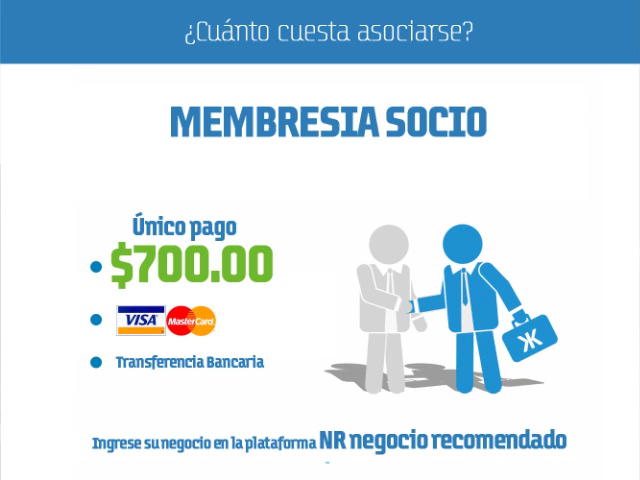 ¿Cuánto cuesta asociarse?
MEMBRESIA SOCIO
Único pago
• $700.00
• VISA MasterCard
• Transferencia Bancaria
Ingrese su negocio en la plataforma NR negocio recomendado